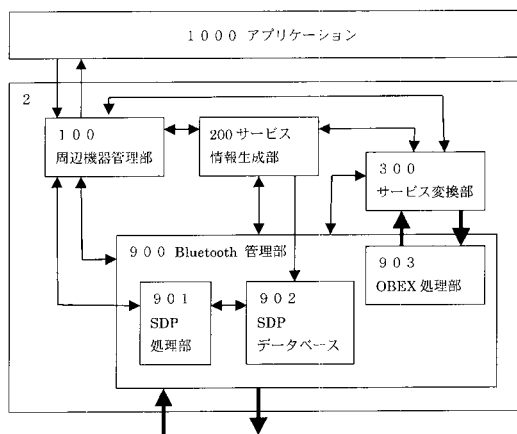 １０００ アプリケーション
2
１００
周辺機器管理部
200サービス
情報生成部
３００
サービス変換部
９００ Bluetooth 管理部
９０３
OBEX 処理部
９０１
SDP
処理部
９０２
SDP
データベース